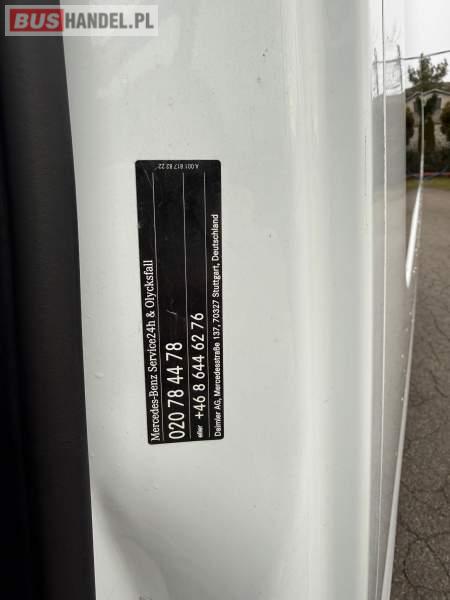 BUSHANDEL.PL
A 001 817 82 22
Mercedes-Benz Service24h & Olycksfall
020 78 44 78
eller +46 8 644 62 76
Daimler AG, Mercedesstraße 137, 70327 Stuttgart, Deutschland